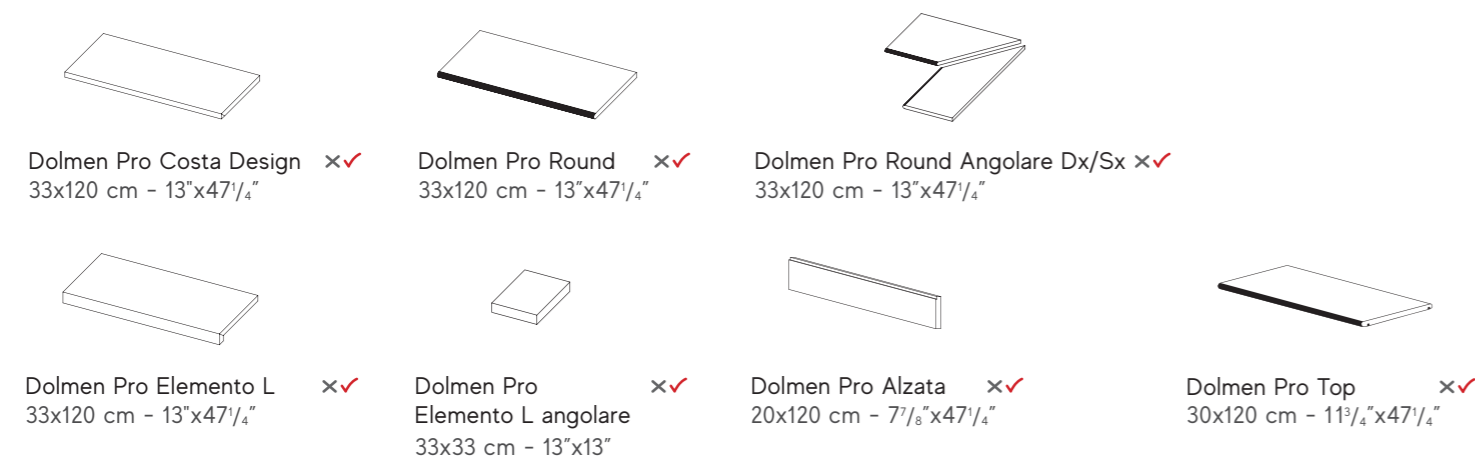 Dolmen Pro Costa Design ×✓
33x120 cm - 13"x47¹/₄"
Dolmen Pro Round ×✓
33x120 cm - 13"x47¹/₄"
Dolmen Pro Round Angolare Dx/Sx ×✓
33x120 cm - 13"x47¹/₄"
Dolmen Pro Elemento L ×✓
33x120 cm - 13"x47¹/₄"
Dolmen Pro ×✓
Elemento L angolare
33x33 cm - 13"x13"
Dolmen Pro Alzata ×✓
20x120 cm - 7⁷/₈"x47¹/₄"
Dolmen Pro Top ×✓
30x120 cm - 11³/₄"x47¹/₄"